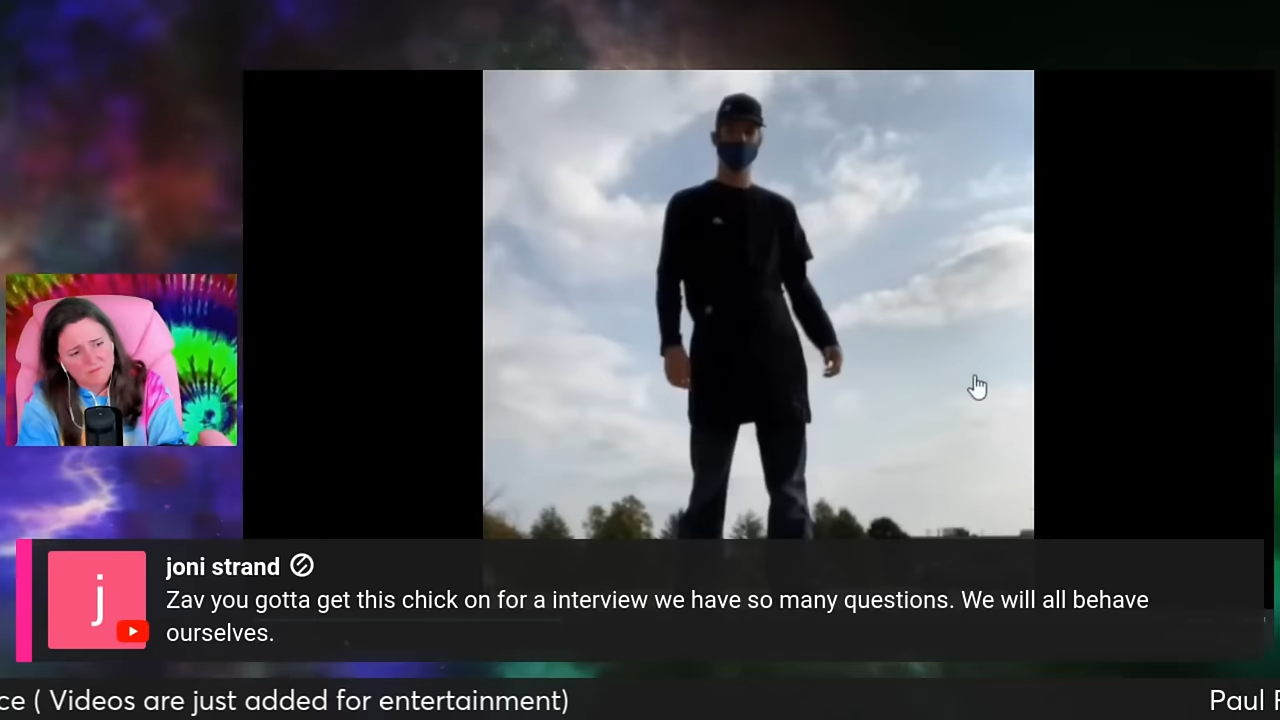 j
joni strand
Zav you gotta get this chick on for a interview we have so many questions. We will all behave
ourselves.
ce ( Videos are just added for entertainment)
Paul